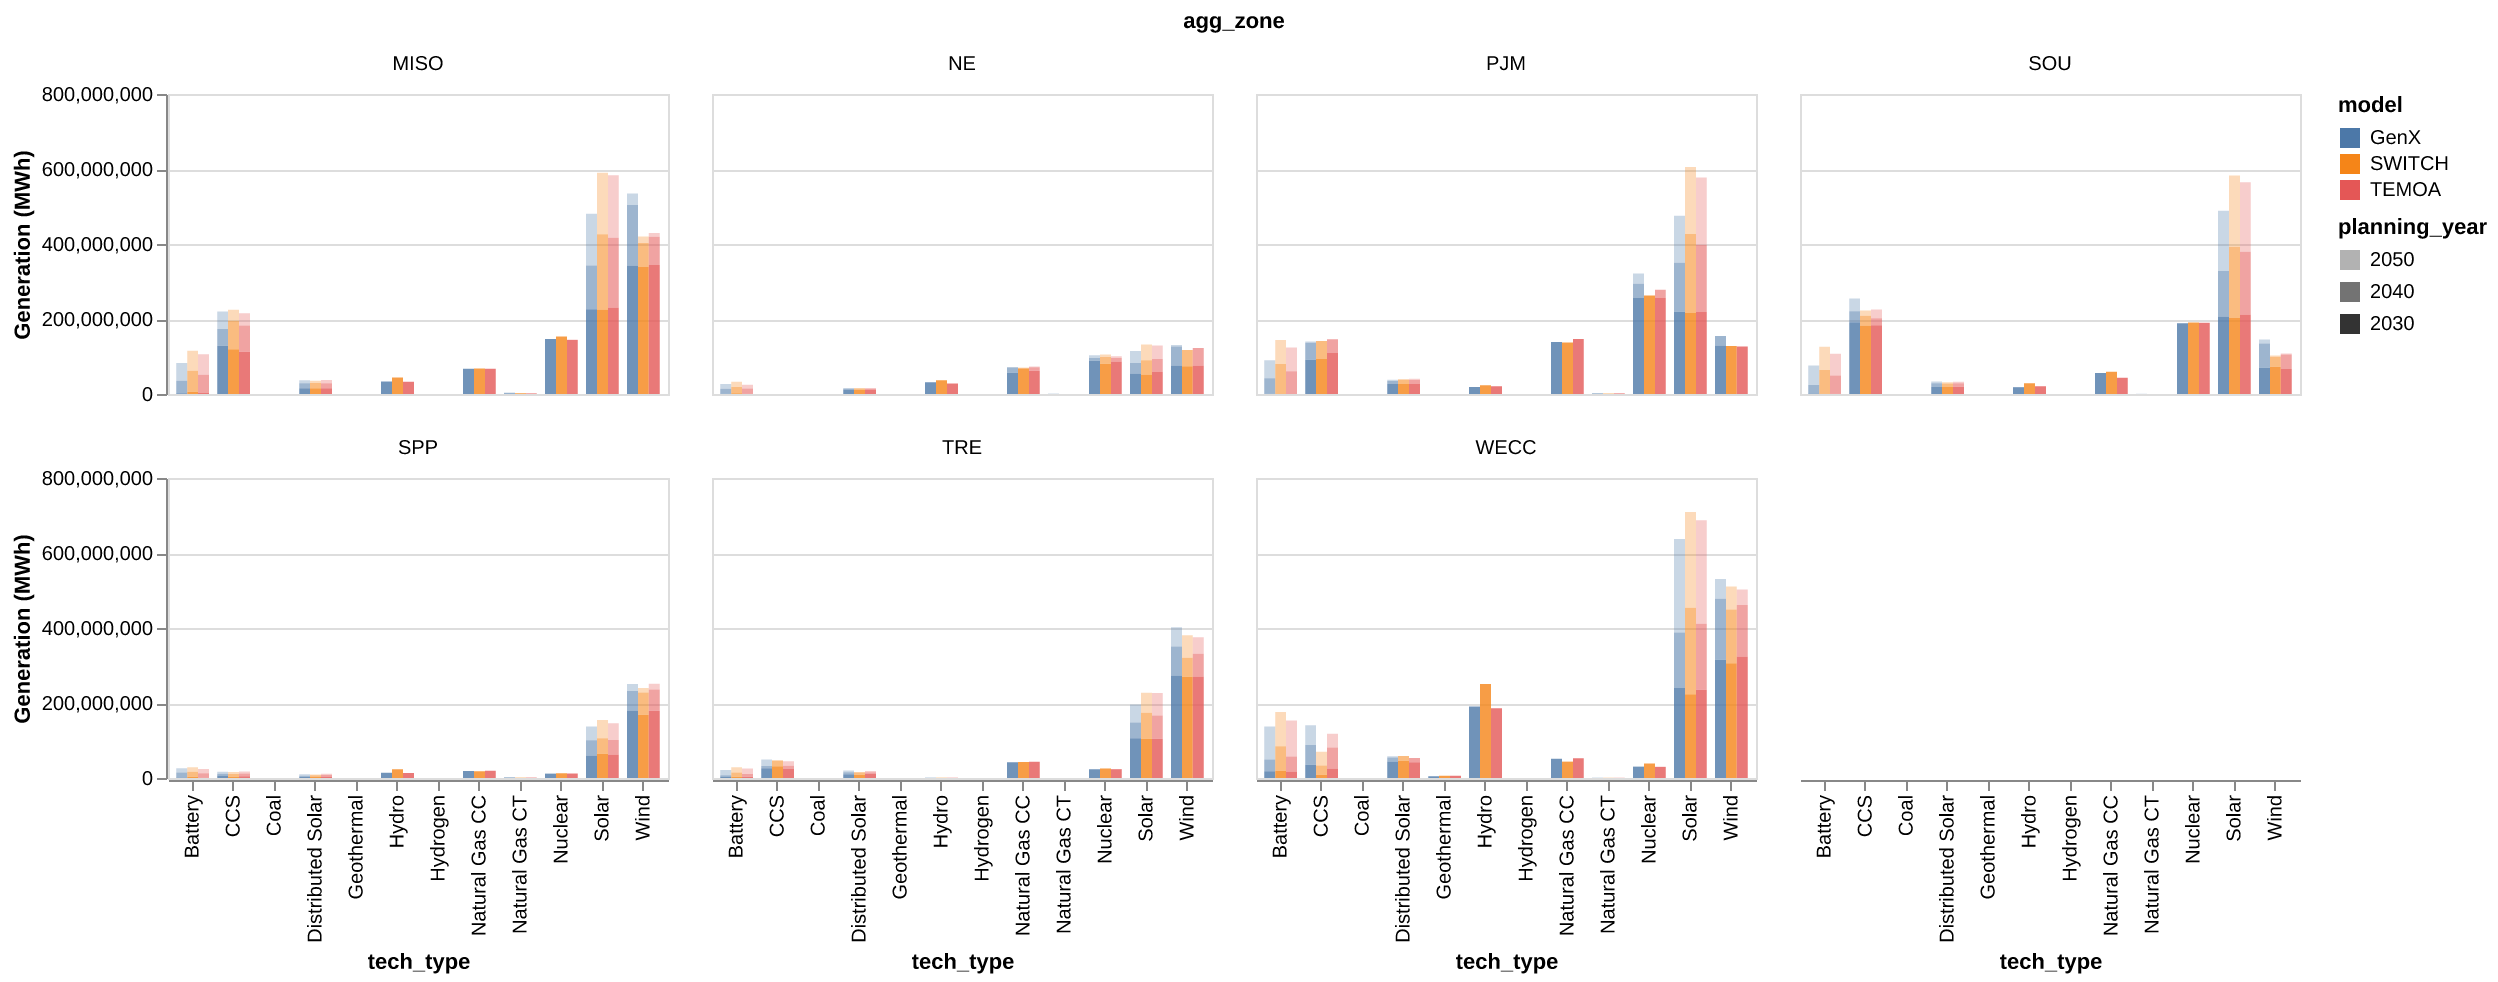 agg_zone
MISO
NE
PJM
SOU
800,000,000
600,000,000
400,000,000
200,000,000
0
Generation (MWh)
model
GenX
SWITCH
TEMOA
planning_year
2050
2040
2030
SPP
TRE
WECC
800,000,000
600,000,000
400,000,000
200,000,000
0
Generation (MWh)
Battery
CCS
Coal
Distributed Solar
Geothermal
Hydro
Hydrogen
Natural Gas CC
Natural Gas CT
Nuclear
Solar
Wind
Battery
CCS
Coal
Distributed Solar
Geothermal
Hydro
Hydrogen
Natural Gas CC
Natural Gas CT
Nuclear
Solar
Wind
Battery
CCS
Coal
Distributed Solar
Geothermal
Hydro
Hydrogen
Natural Gas CC
Natural Gas CT
Nuclear
Solar
Wind
Battery
CCS
Coal
Distributed Solar
Geothermal
Hydro
Hydrogen
Natural Gas CC
Natural Gas CT
Nuclear
Solar
Wind
tech_type
tech_type
tech_type
tech_type